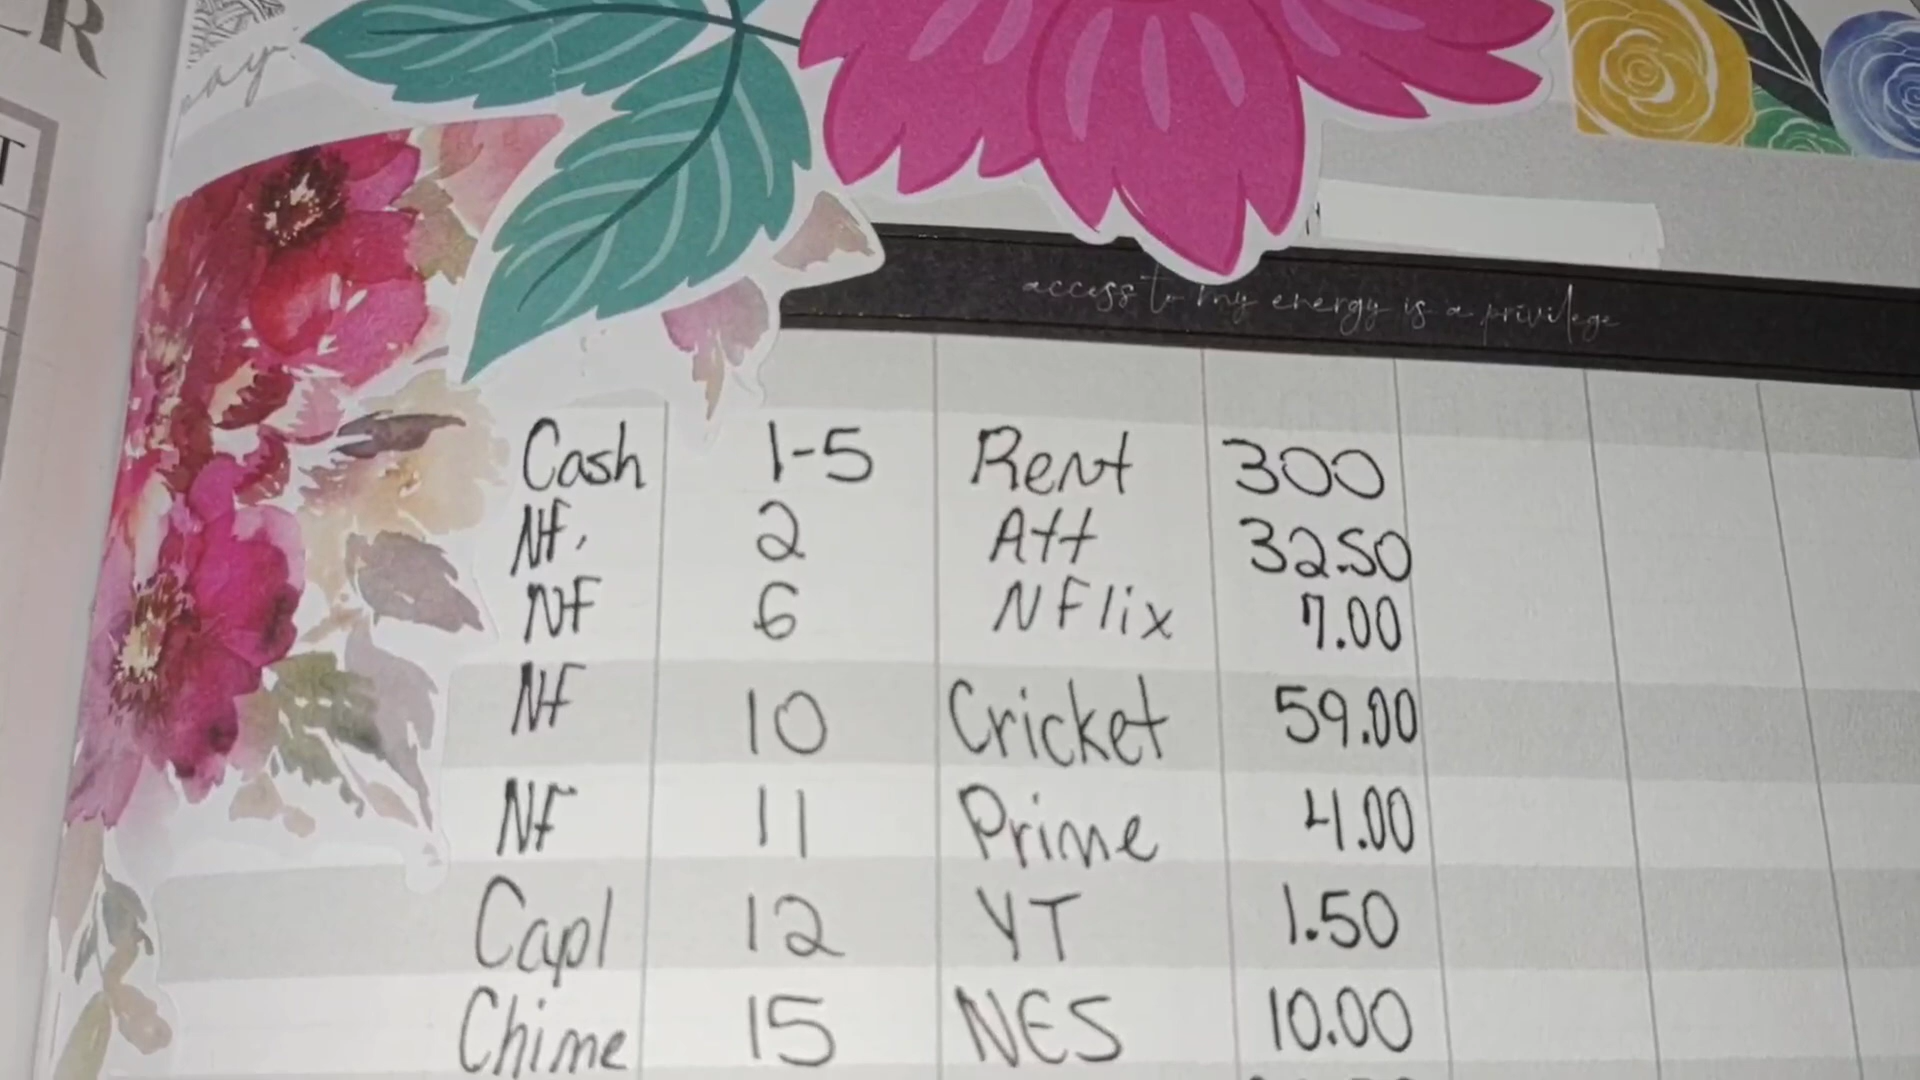 ER
ay.
T
access to my energy is a privilege
Cash 1-5 Rent 300
Nf. 2 Att 32.50
Nf 6 NFlix 7.00
Nf 10 Cricket 59.00
Nf 11 Prime 4.00
Capl 12 YT 1.50
Chime 15 NES 10.00